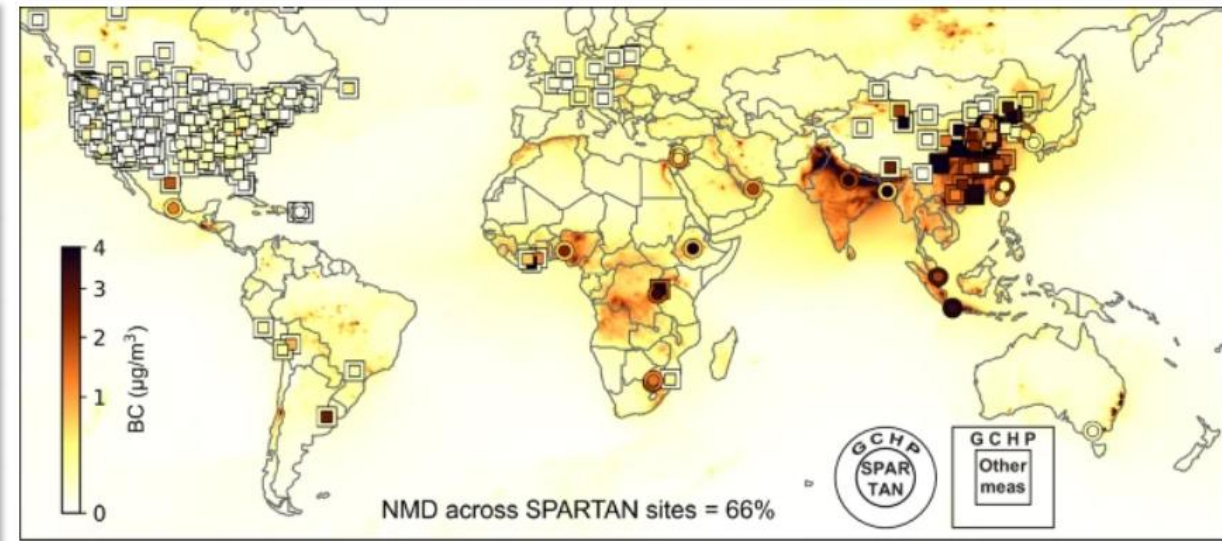 4
3
2
1
0
BC (μg/m³)
NMD across SPARTAN sites = 66%
GCHP
SPAR
TAN
GCHP
Other
meas